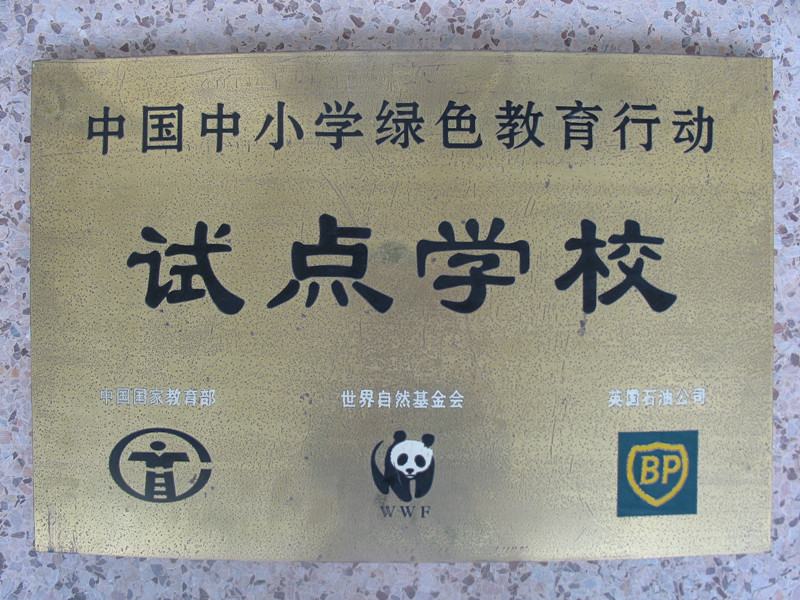 中国中小学绿色教育行动
试点学校
中国国家教育部 世界自然基金会 英国石油公司
WWF
BP